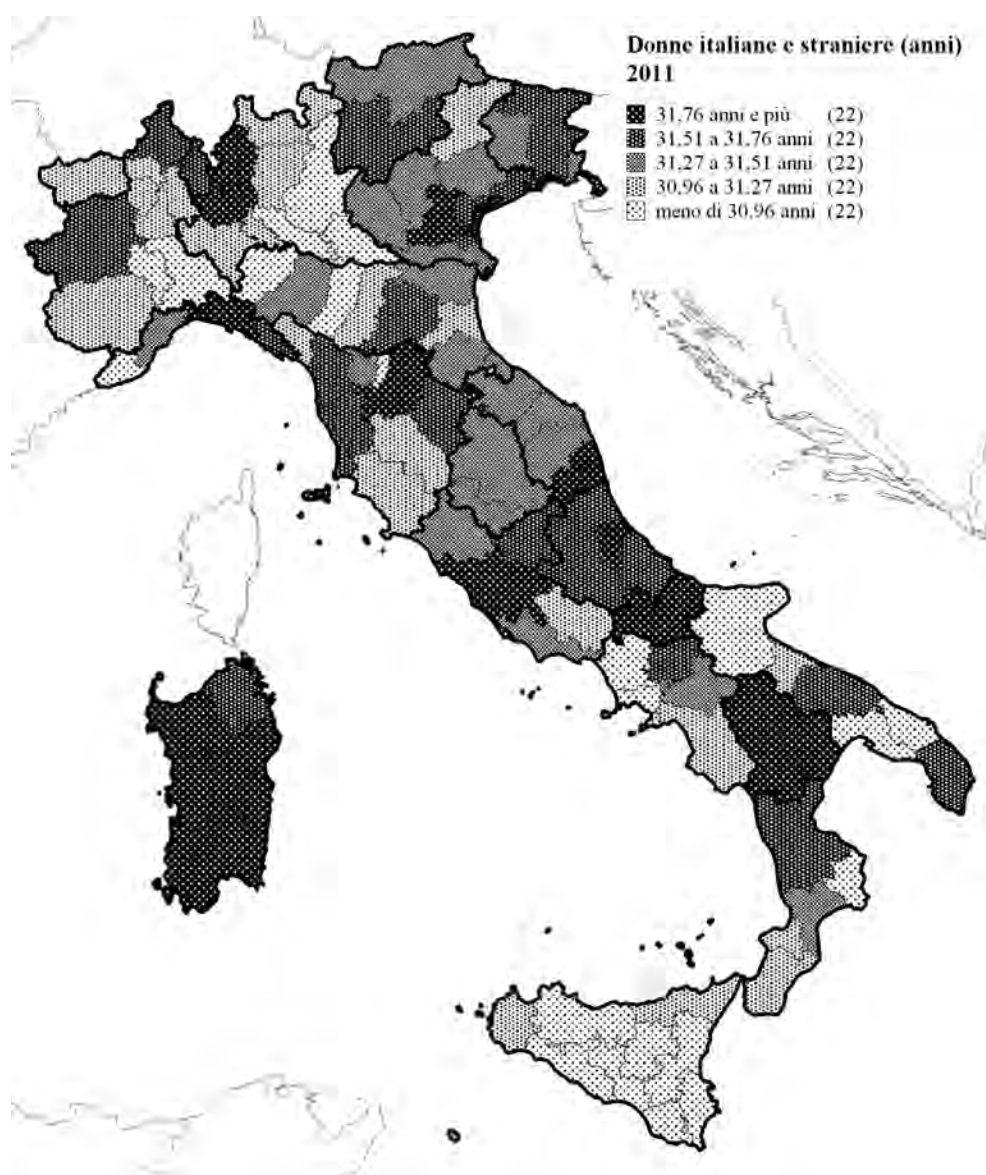 Donne italiane e straniere (anni)
2011
31,76 anni e più (22)
31,51 a 31,76 anni (22)
31,27 a 31,51 anni (22)
30,96 a 31,27 anni (22)
meno di 30,96 anni (22)